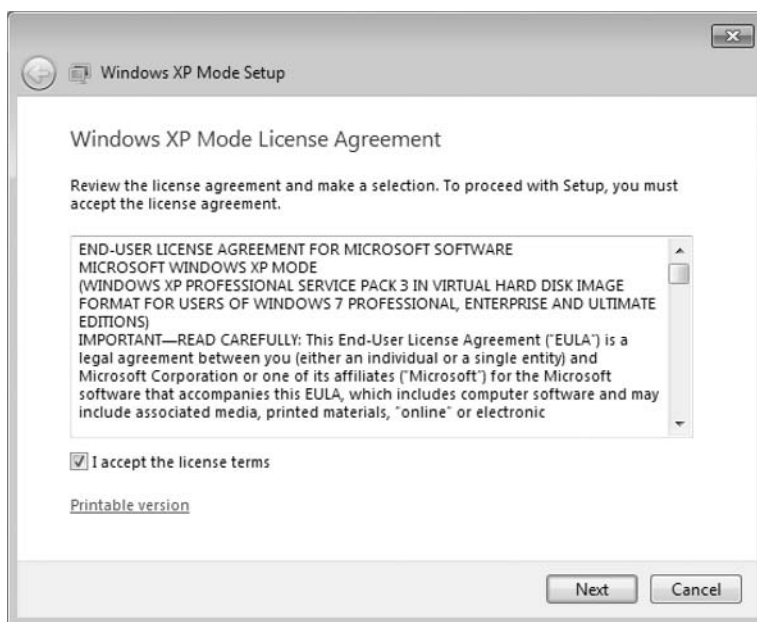 Windows XP Mode Setup
Windows XP Mode License Agreement
Review the license agreement and make a selection. To proceed with Setup, you must
accept the license agreement.
END-USER LICENSE AGREEMENT FOR MICROSOFT SOFTWARE
MICROSOFT WINDOWS XP MODE
(WINDOWS XP PROFESSIONAL SERVICE PACK 3 IN VIRTUAL HARD DISK IMAGE
FORMAT FOR USERS OF WINDOWS 7 PROFESSIONAL, ENTERPRISE AND ULTIMATE
EDITIONS)
IMPORTANT—READ CAREFULLY: This End-User License Agreement ("EULA") is a
legal agreement between you (either an individual or a single entity) and
Microsoft Corporation or one of its affiliates ("Microsoft") for the Microsoft
software that accompanies this EULA, which includes computer software and may
include associated media, printed materials, "online" or electronic
I accept the license terms
Printable version
Next Cancel